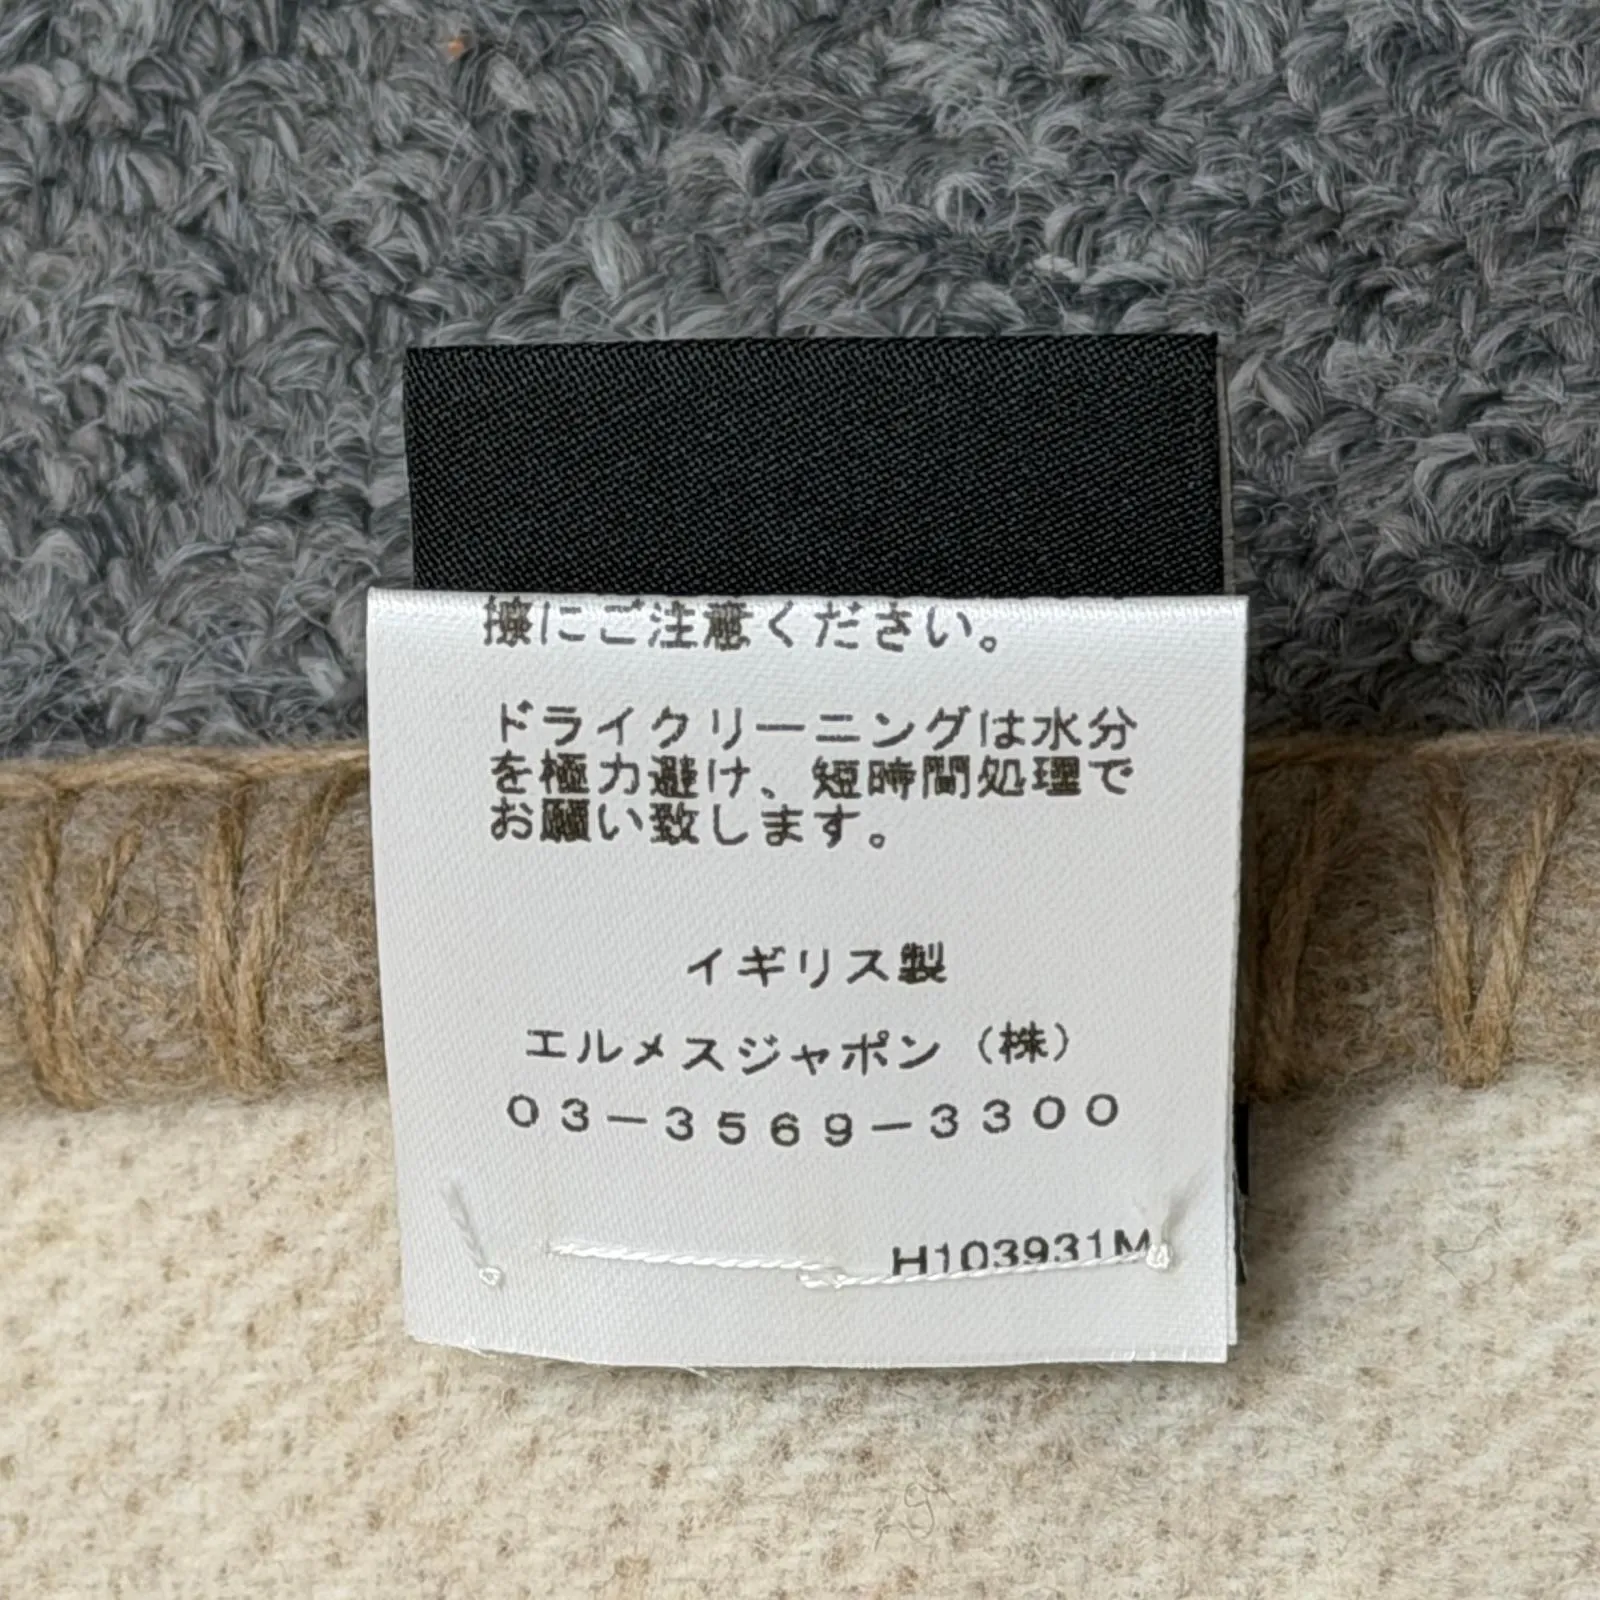 擦にご注意ください。
ドライクリーニングは水分
を極力避け、短時間処理で
お願い致します。
イギリス製
エルメスジャポン（株）
03－3569－3300
H103931M